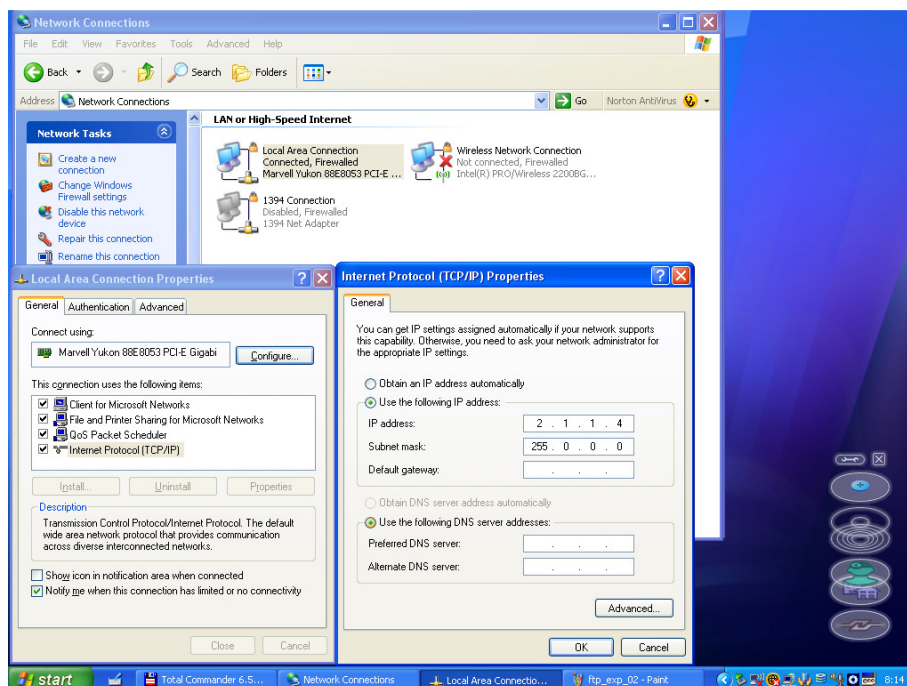 Network Connections
File Edit View Favorites Tools Advanced Help
Back Search Folders
Address Network Connections Go Norton AntiVirus
Network Tasks
Create a new
connection
Change Windows
Firewall settings
Disable this network
device
Repair this connection
Rename this connection
LAN or High-Speed Internet
Local Area Connection
Connected, Firewalled
Marvell Yukon 88E8053 PCI-E ...
Wireless Network Connection
Not connected, Firewalled
Intel(R) PRO/Wireless 2200BG...
1394 Connection
Disabled, Firewalled
1394 Net Adapter
Local Area Connection Properties
General Authentication Advanced
Connect using:
Marvell Yukon 88E8053 PCI-E Gigabi Configure...
This connection uses the following items:
Client for Microsoft Networks
File and Printer Sharing for Microsoft Networks
QoS Packet Scheduler
Internet Protocol (TCP/IP)
Install... Uninstall Properties
Description
Transmission Control Protocol/Internet Protocol. The default
wide area network protocol that provides communication
across diverse interconnected networks.
Show icon in notification area when connected
Notify me when this connection has limited or no connectivity
Close Cancel
Internet Protocol (TCP/IP) Properties
General
You can get IP settings assigned automatically if your network supports
this capability. Otherwise, you need to ask your network administrator for
the appropriate IP settings.
Obtain an IP address automatically
Use the following IP address:
IP address: 2 . 1 . 1 . 4
Subnet mask: 255 . 0 . 0 . 0
Default gateway: . . .
Obtain DNS server address automatically
Use the following DNS server addresses:
Preferred DNS server: . . .
Alternate DNS server: . . .
Advanced...
OK Cancel
start Total Commander 6.5... Network Connections Local Area Connectio... ftp_exp_02 - Paint 8:14